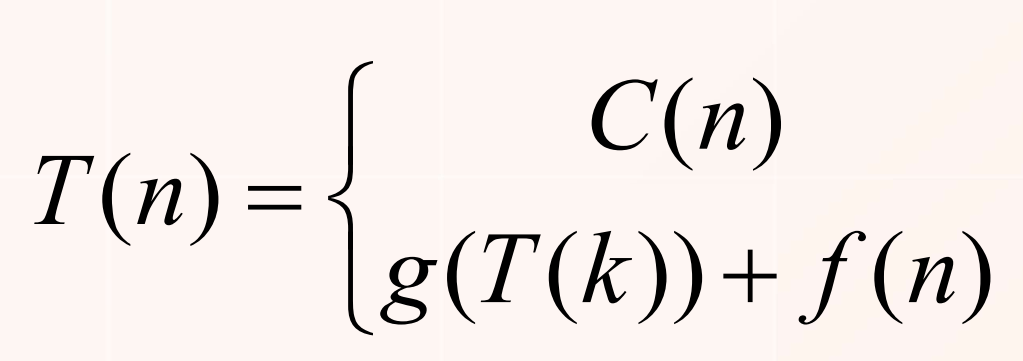 T(n) = { C(n)
g(T(k)) + f(n)